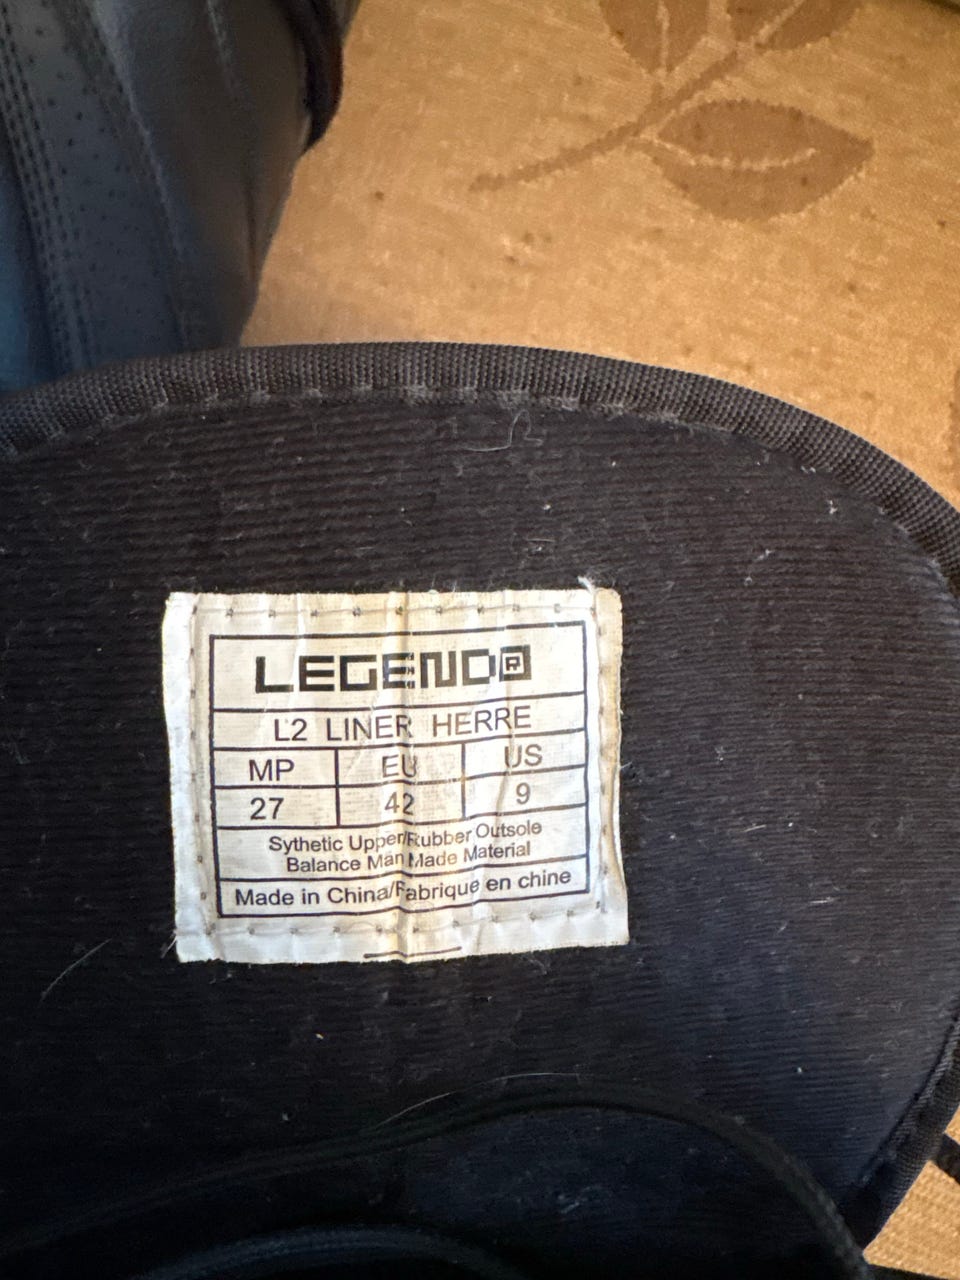 LEGEND®
L2 LINER HERRE
MP EU US
27 42 9
Sythetic Upper/Rubber Outsole
Balance Man Made Material
Made in China/Fabrique en chine